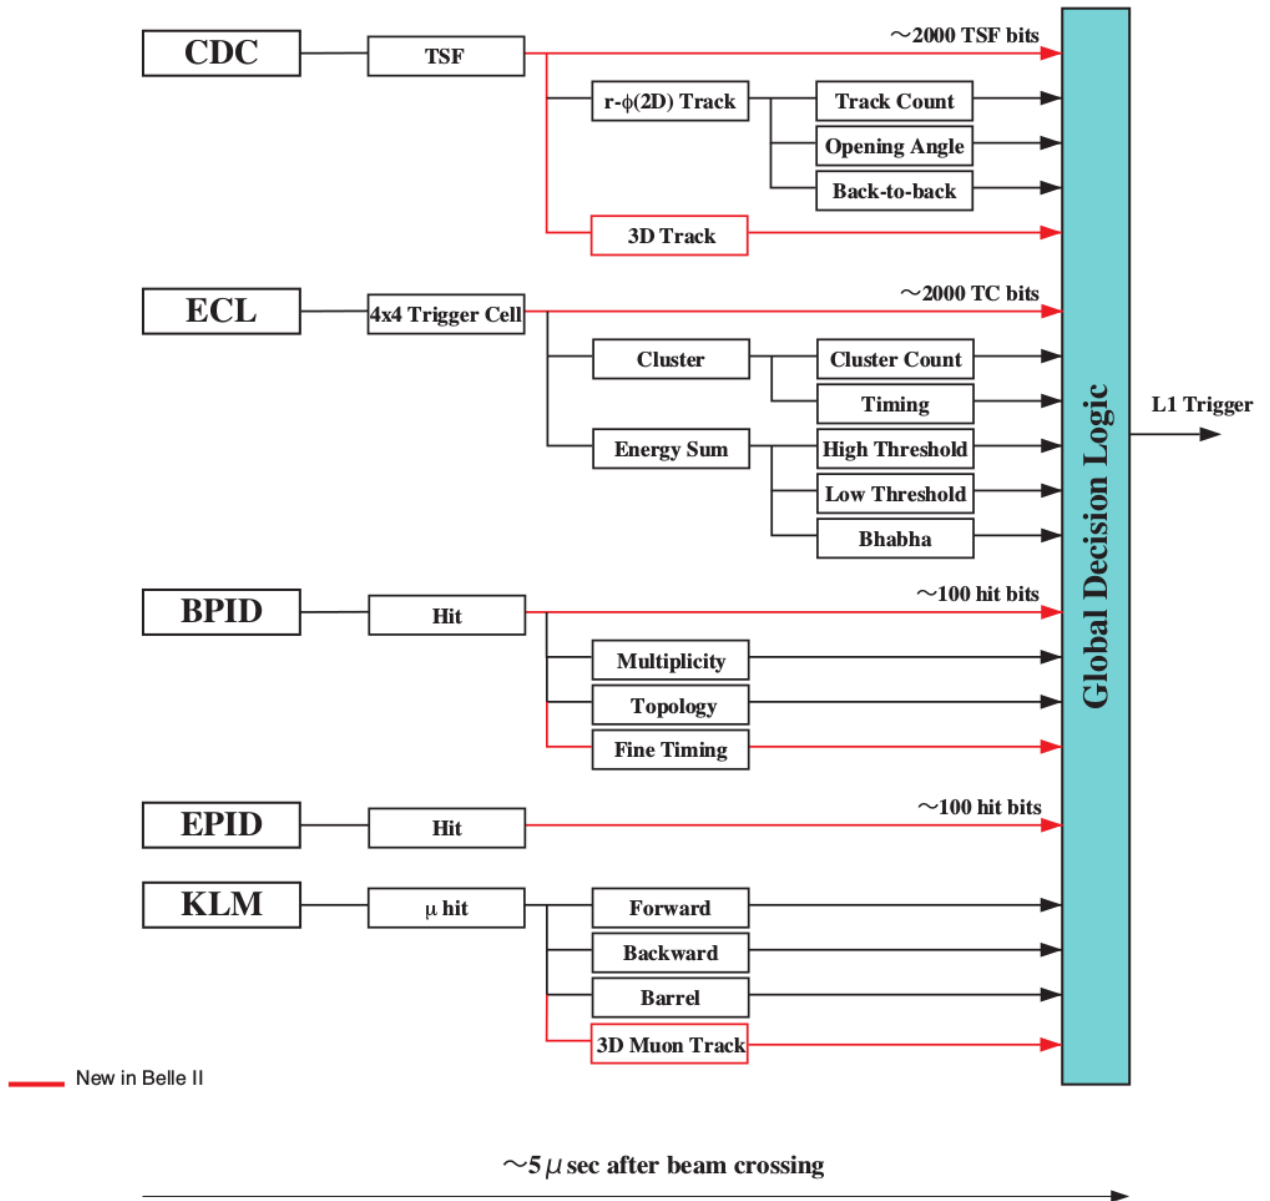 CDC
TSF
～2000 TSF bits
r-ϕ(2D) Track
Track Count
Opening Angle
Back-to-back
3D Track
ECL
4x4 Trigger Cell
～2000 TC bits
Cluster
Cluster Count
Timing
Energy Sum
High Threshold
Low Threshold
Bhabha
BPID
Hit
～100 hit bits
Multiplicity
Topology
Fine Timing
EPID
Hit
～100 hit bits
KLM
μ hit
Forward
Backward
Barrel
3D Muon Track
Global Decision Logic
L1 Trigger
New in Belle II
～5 μ sec after beam crossing